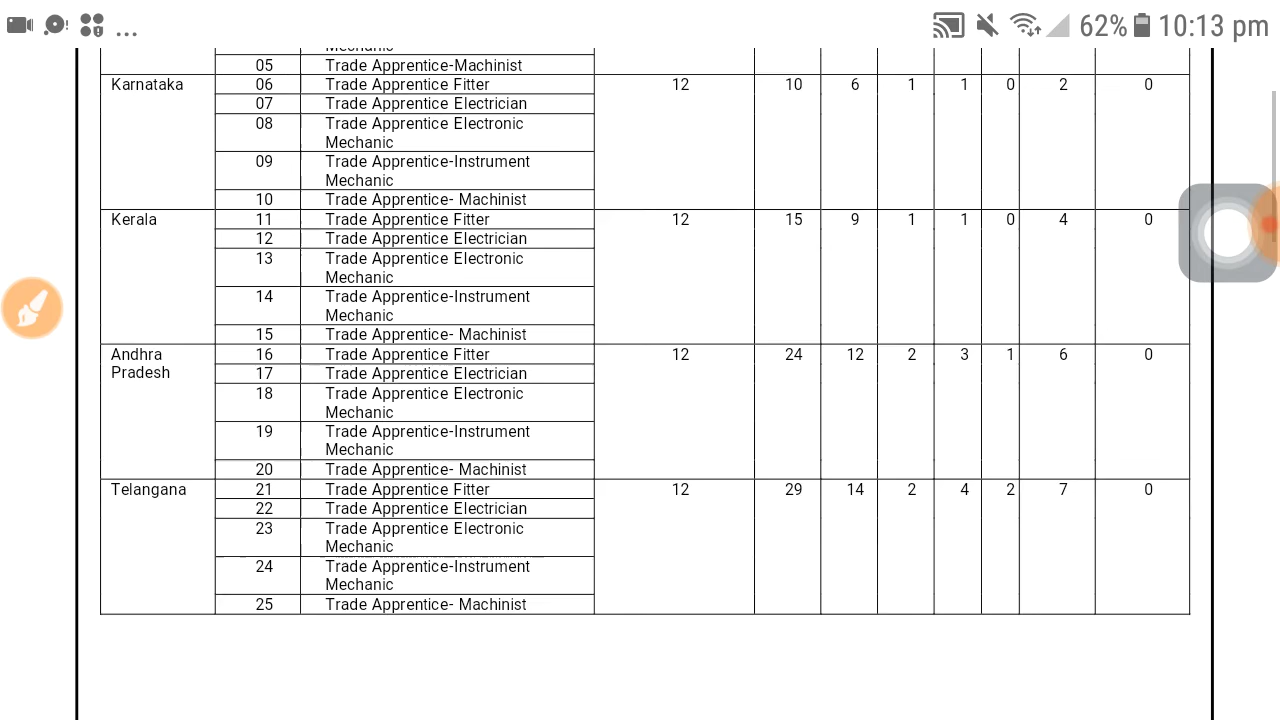 ... 62% 10:13 pm
Mechanic
05 Trade Apprentice-Machinist
Karnataka 06 Trade Apprentice Fitter 12 10 6 1 1 0 2 0
07 Trade Apprentice Electrician
08 Trade Apprentice Electronic
Mechanic
09 Trade Apprentice-Instrument
Mechanic
10 Trade Apprentice- Machinist
Kerala 11 Trade Apprentice Fitter 12 15 9 1 1 0 4 0
12 Trade Apprentice Electrician
13 Trade Apprentice Electronic
Mechanic
14 Trade Apprentice-Instrument
Mechanic
15 Trade Apprentice- Machinist
Andhra 16 Trade Apprentice Fitter 12 24 12 2 3 1 6 0
Pradesh 17 Trade Apprentice Electrician
18 Trade Apprentice Electronic
Mechanic
19 Trade Apprentice-Instrument
Mechanic
20 Trade Apprentice- Machinist
Telangana 21 Trade Apprentice Fitter 12 29 14 2 4 2 7 0
22 Trade Apprentice Electrician
23 Trade Apprentice Electronic
Mechanic
24 Trade Apprentice-Instrument
Mechanic
25 Trade Apprentice- Machinist